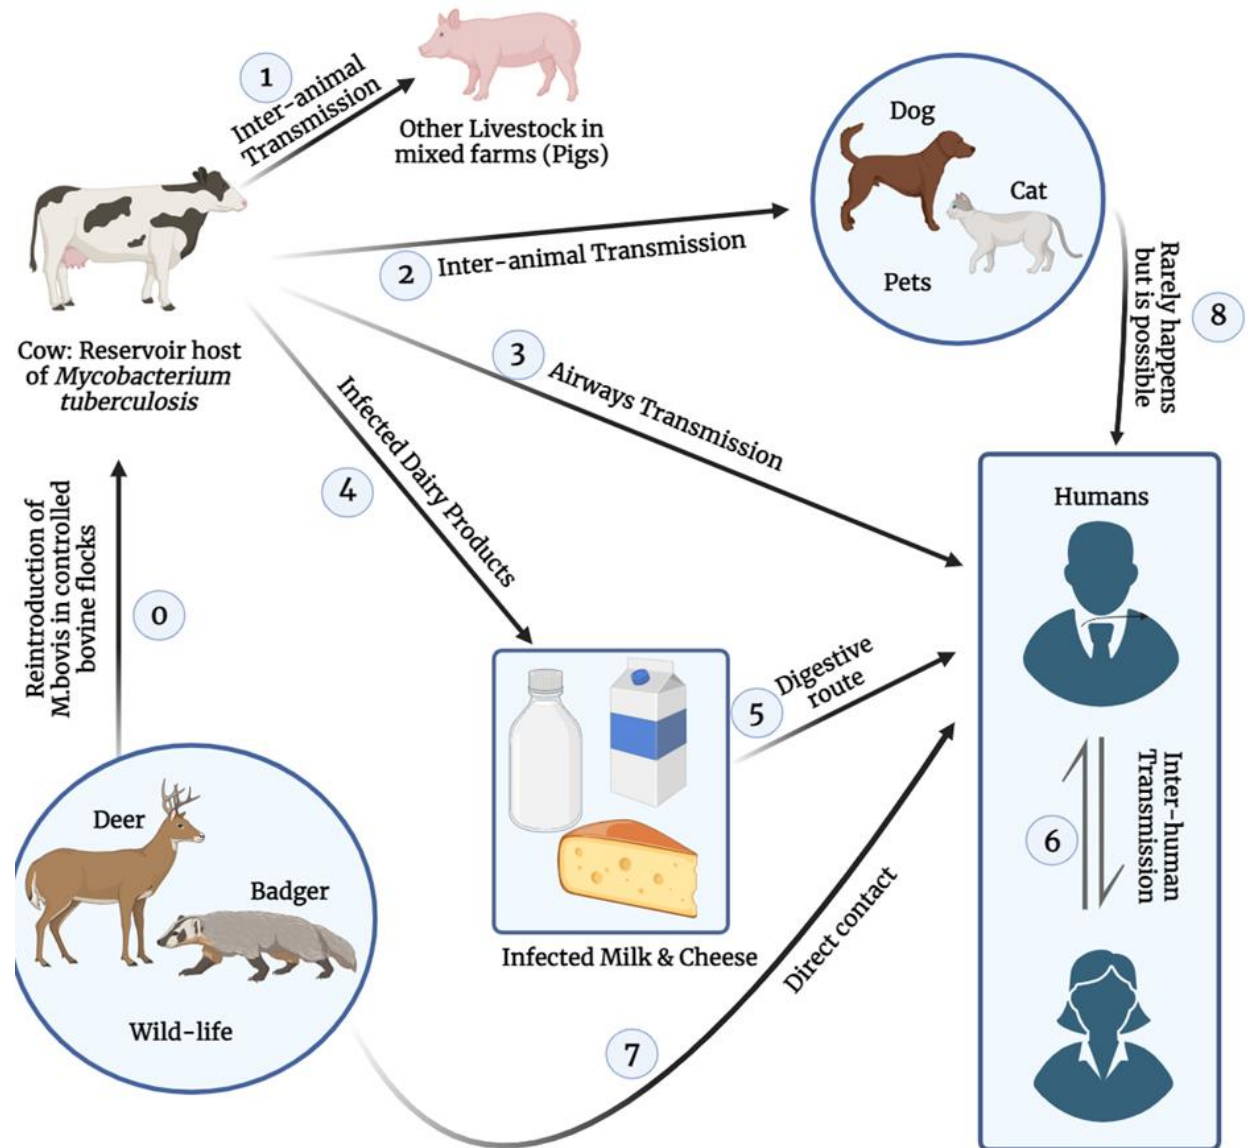 1
Inter-animal
Transmission
Other Livestock in
mixed farms (Pigs)
Dog
Cat
Pets
2
Inter-animal Transmission
Rarely happens
but is possible
8
Cow: Reservoir host
of Mycobacterium
tuberculosis
3
Airways Transmission
4
Infected Dairy Products
Reintroduction of
M.bovis in controlled
bovine flocks
0
Humans
5
Digestive
route
6
Inter-human
Transmission
Deer
Badger
Wild-life
Infected Milk & Cheese
7
Direct contact